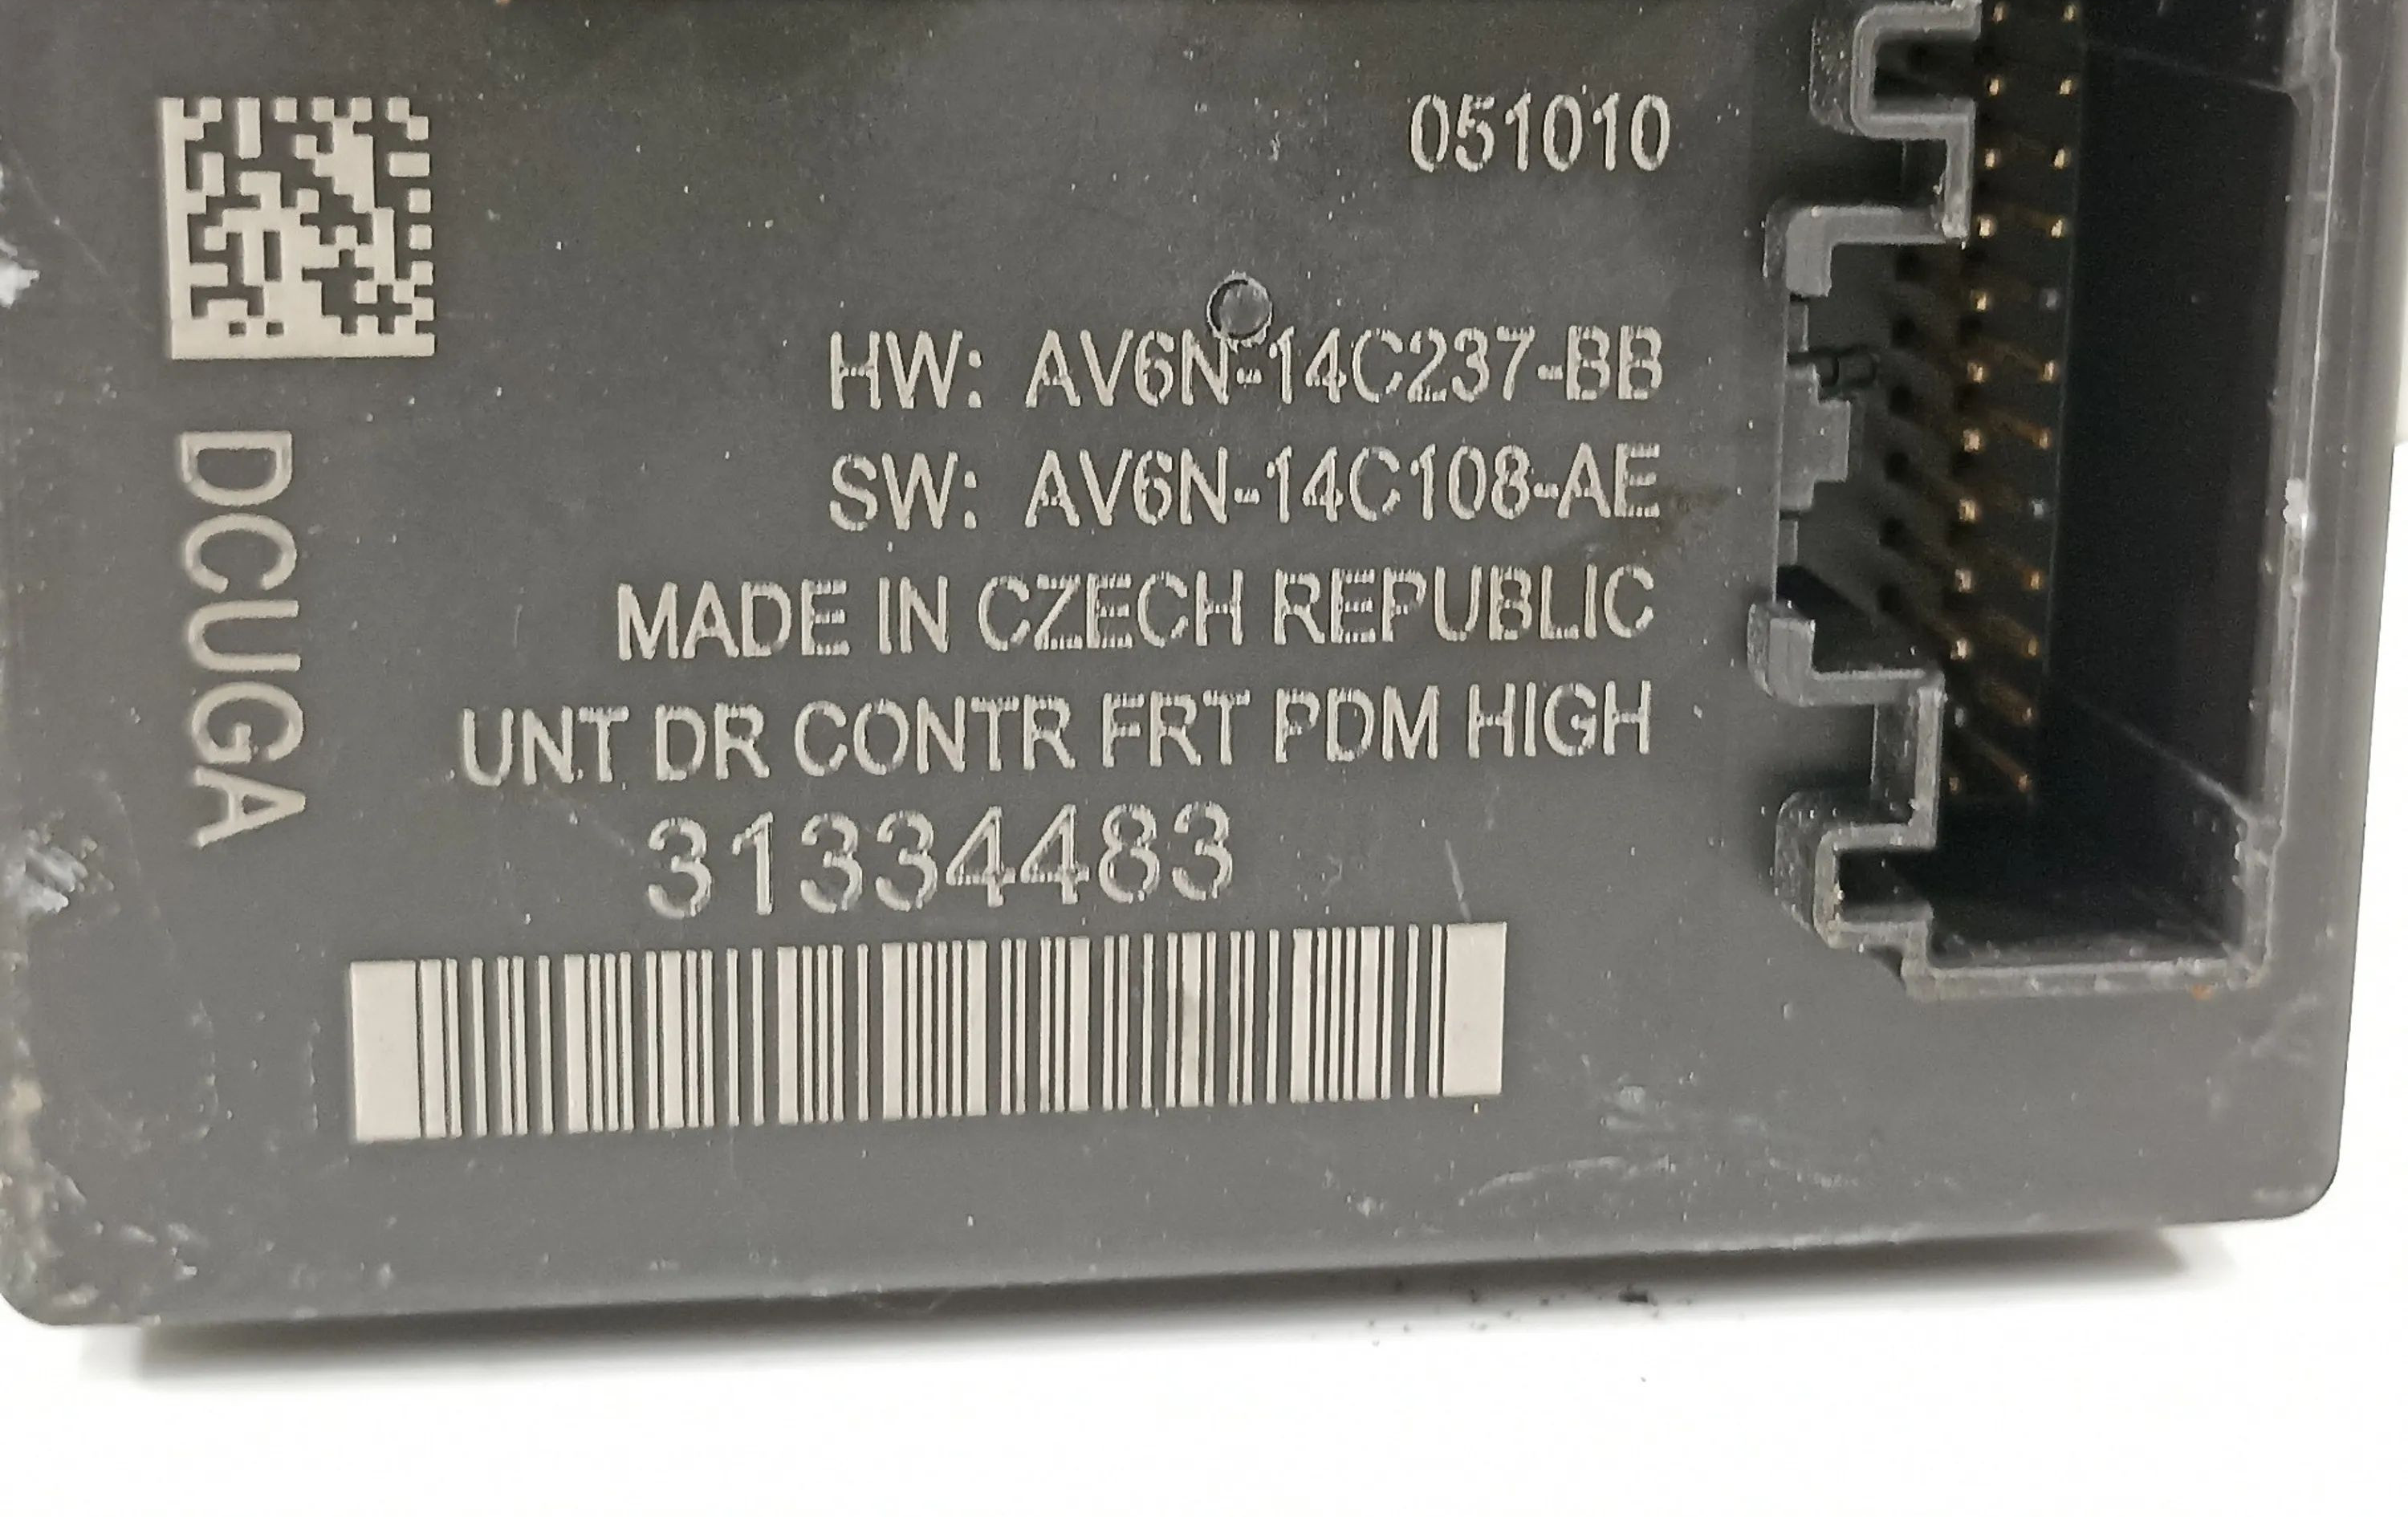 051010
HW: AV6N-14C237-BB
SW: AV6N-14C108-AE
MADE IN CZECH REPUBLIC
UNT DR CONTR FRT PDM HIGH
31334483
DCUGA